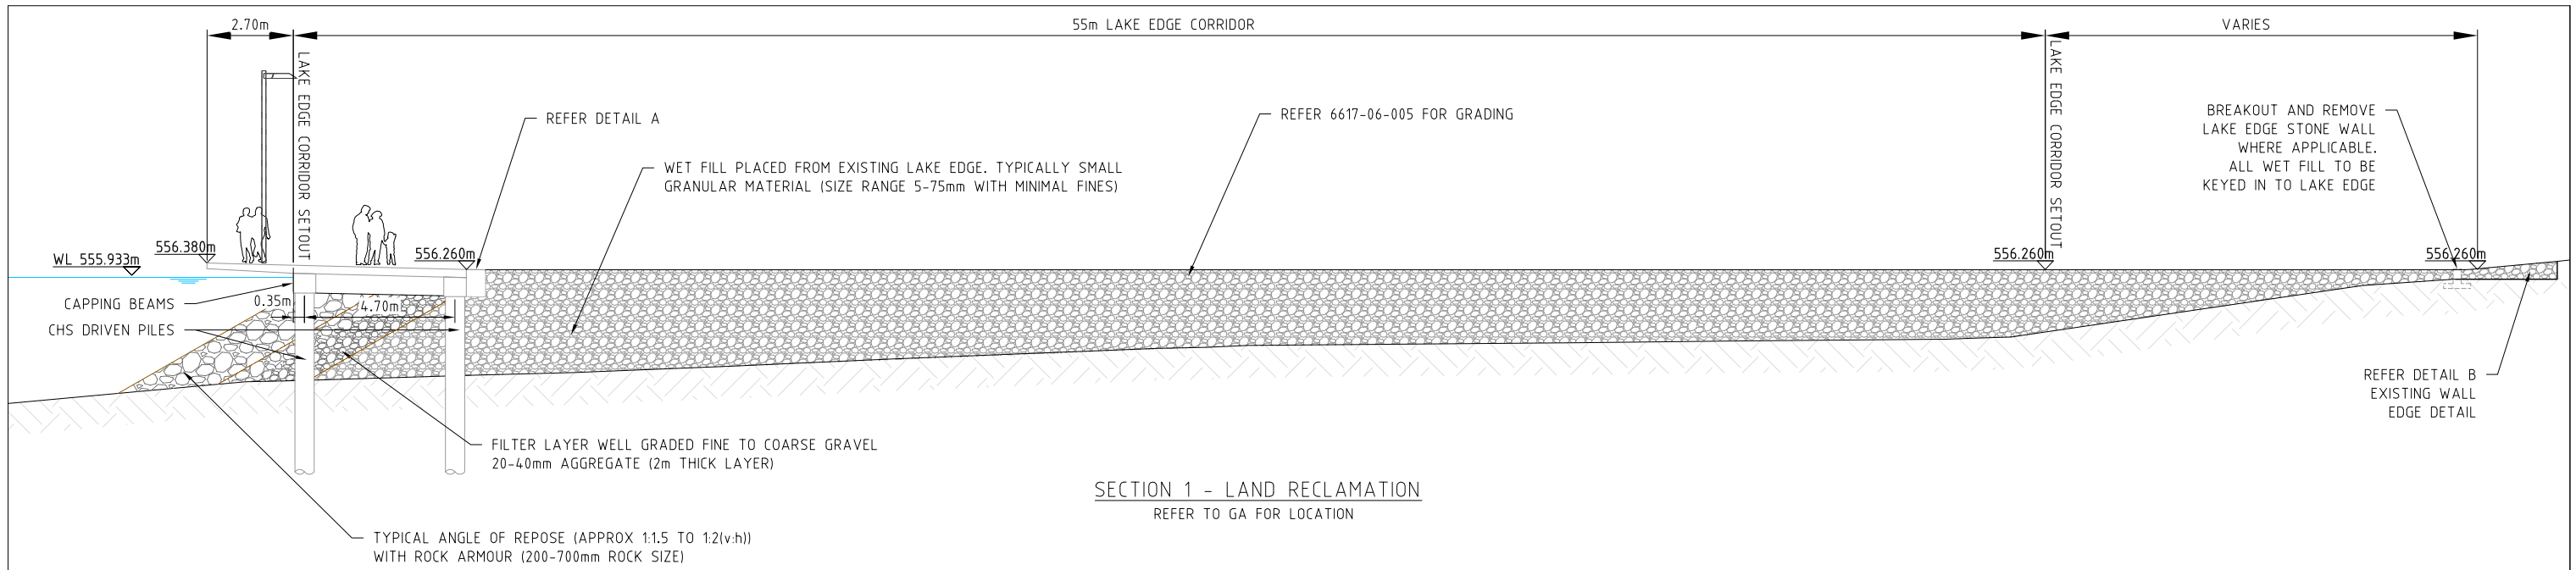 2.70m
55m LAKE EDGE CORRIDOR
VARIES
LAKE EDGE CORRIDOR SETOUT
LAKE EDGE CORRIDOR SETOUT
REFER DETAIL A
REFER 6617-06-005 FOR GRADING
BREAKOUT AND REMOVE
LAKE EDGE STONE WALL
WHERE APPLICABLE.
ALL WET FILL TO BE
KEYED IN TO LAKE EDGE
WET FILL PLACED FROM EXISTING LAKE EDGE. TYPICALLY SMALL
GRANULAR MATERIAL (SIZE RANGE 5-75mm WITH MINIMAL FINES)
WL 555.933m
556.380m
556.260m
556.260m
556.260m
CAPPING BEAMS
0.35m
4.70m
CHS DRIVEN PILES
REFER DETAIL B
EXISTING WALL
EDGE DETAIL
FILTER LAYER WELL GRADED FINE TO COARSE GRAVEL
20-40mm AGGREGATE (2m THICK LAYER)
SECTION 1 - LAND RECLAMATION
REFER TO GA FOR LOCATION
TYPICAL ANGLE OF REPOSE (APPROX 1:1.5 TO 1:2(v:h))
WITH ROCK ARMOUR (200-700mm ROCK SIZE)